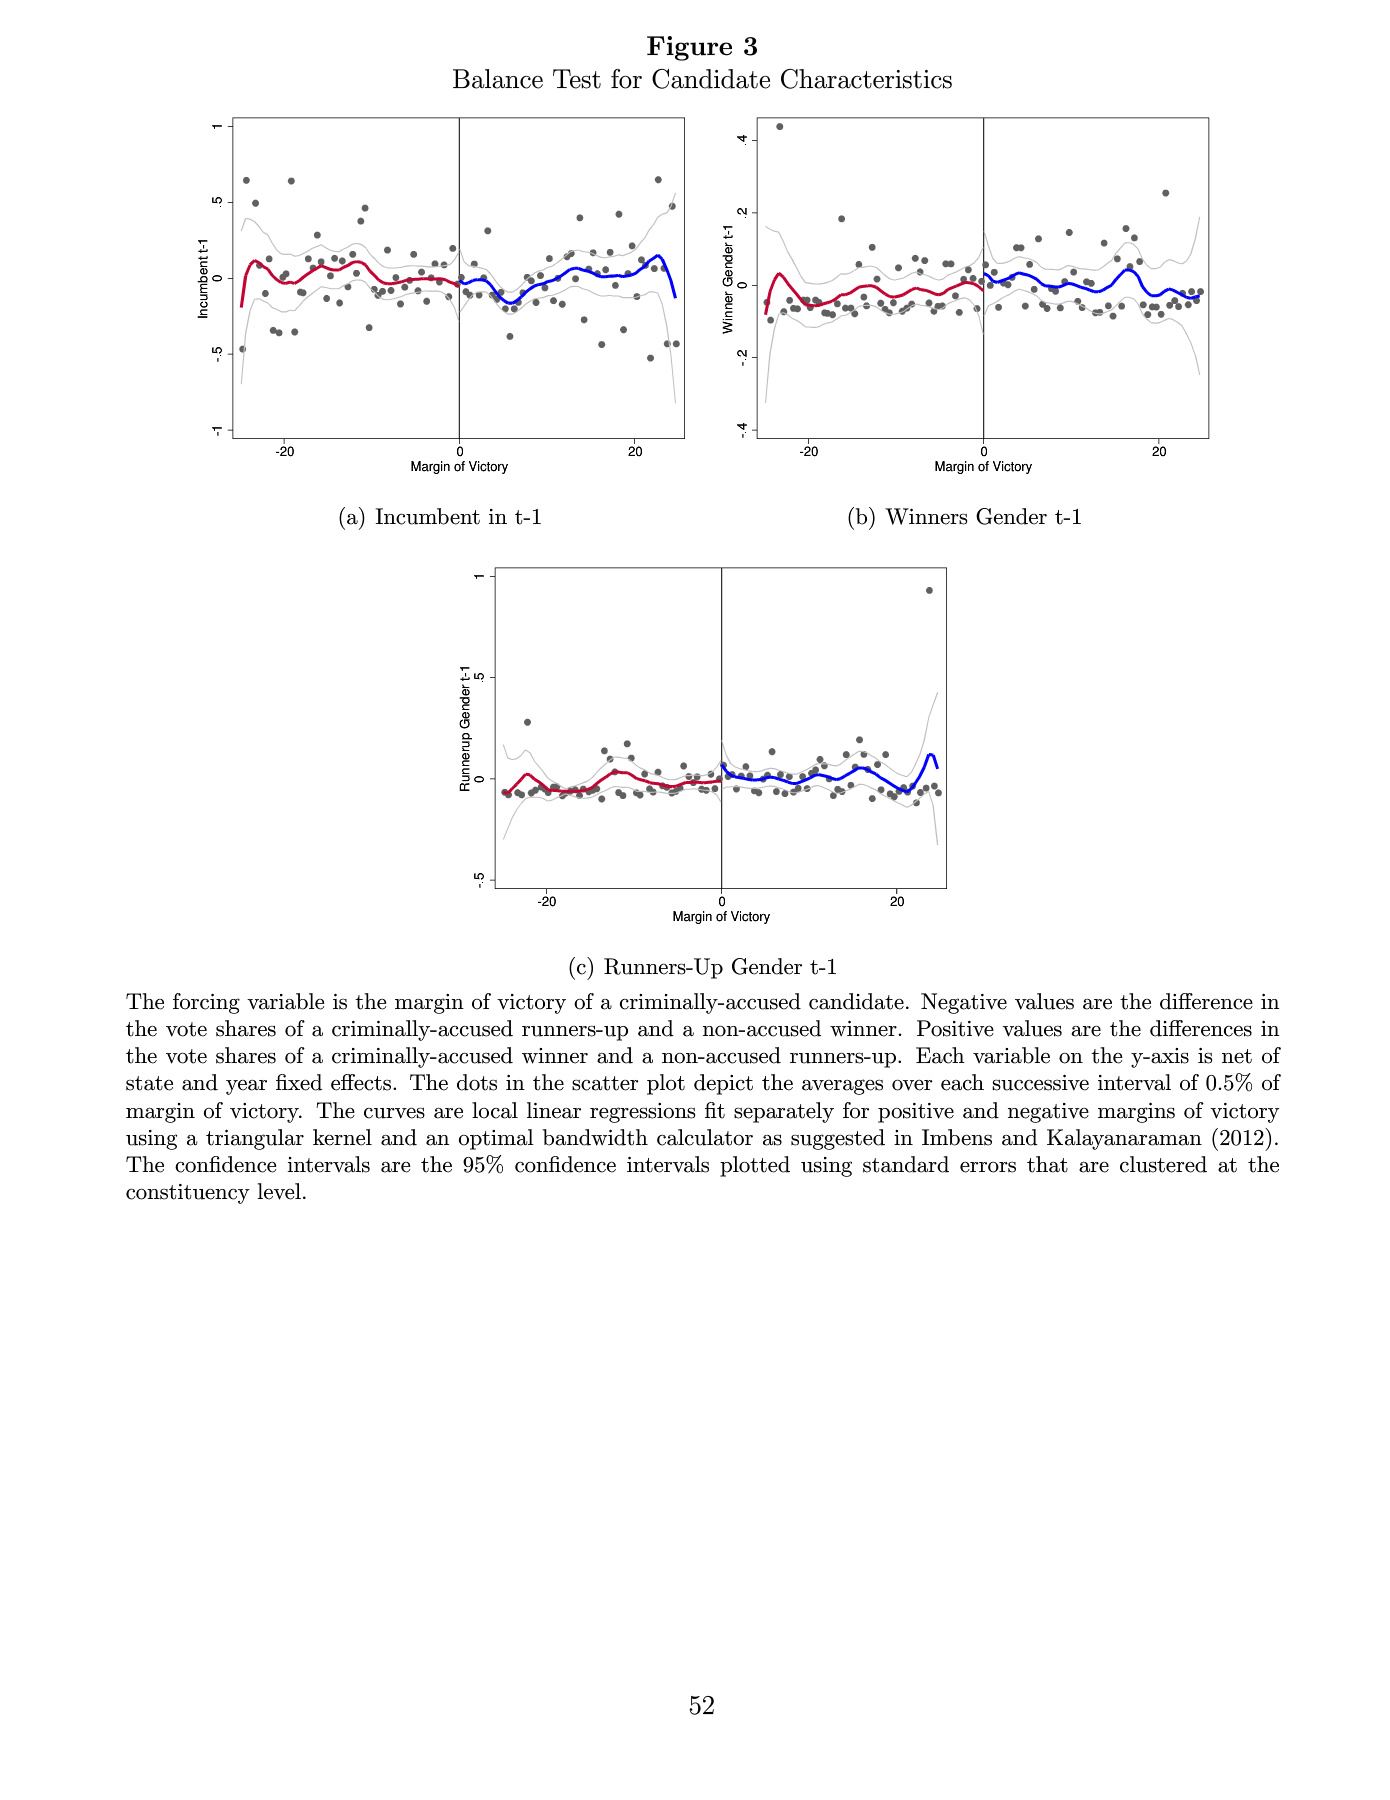 Figure 3
Balance Test for Candidate Characteristics
Incumbent t-1
1
.5
0
-.5
-1
-20
0
20
Margin of Victory
(a) Incumbent in t-1
Winner Gender t-1
.4
.2
0
-.2
-.4
-20
0
20
Margin of Victory
(b) Winners Gender t-1
Runnerup Gender t-1
1
.5
0
-.5
-20
0
20
Margin of Victory
(c) Runners-Up Gender t-1
The forcing variable is the margin of victory of a criminally-accused candidate. Negative values are the difference in
the vote shares of a criminally-accused runners-up and a non-accused winner. Positive values are the differences in
the vote shares of a criminally-accused winner and a non-accused runners-up. Each variable on the y-axis is net of
state and year fixed effects. The dots in the scatter plot depict the averages over each successive interval of 0.5% of
margin of victory. The curves are local linear regressions fit separately for positive and negative margins of victory
using a triangular kernel and an optimal bandwidth calculator as suggested in Imbens and Kalayanaraman (2012).
The confidence intervals are the 95% confidence intervals plotted using standard errors that are clustered at the
constituency level.
52